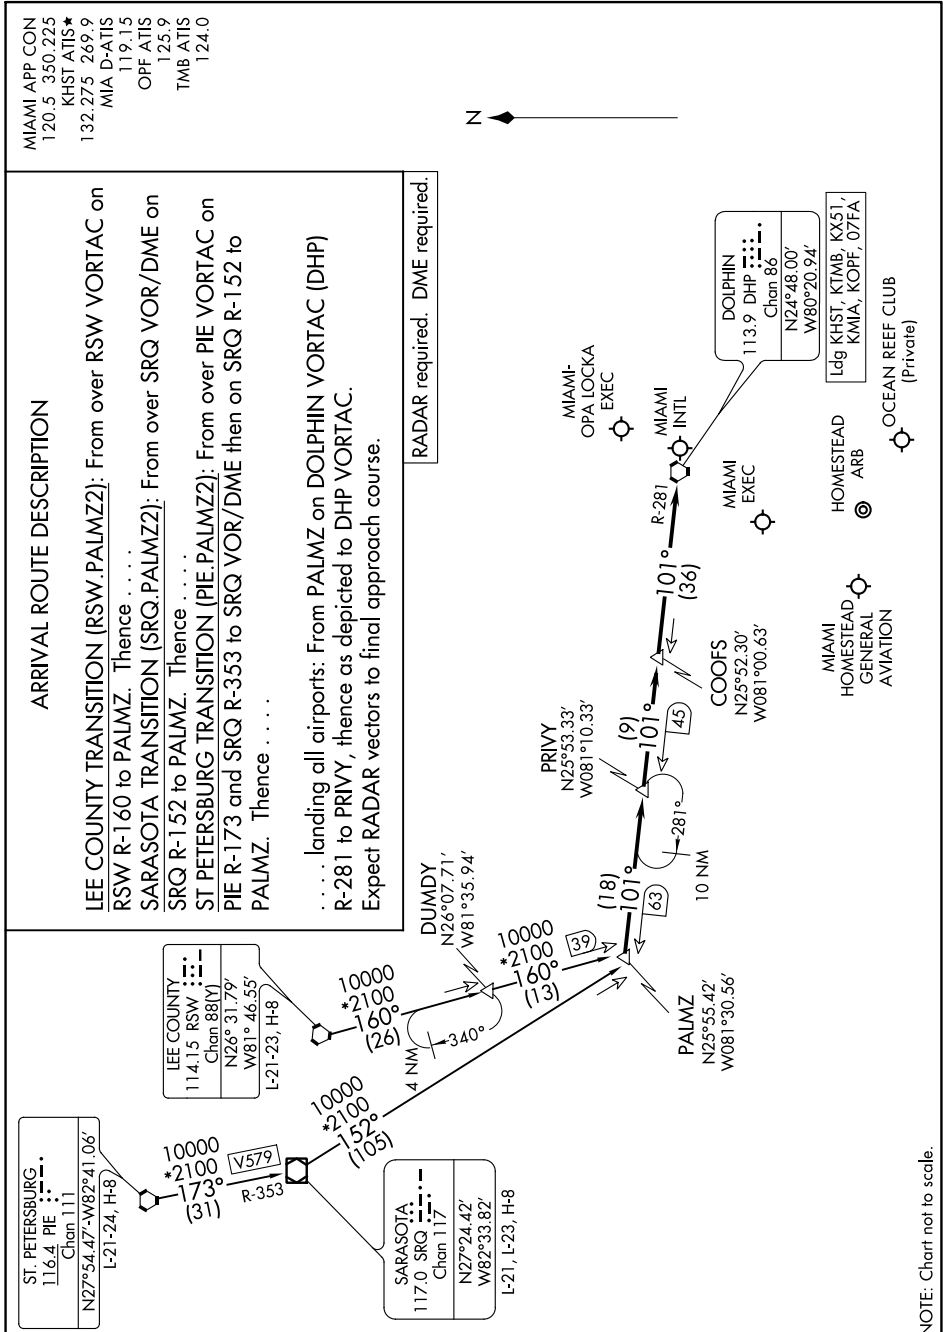 MIAMI APP CON
120.5 350.225
KHST ATIS★
132.275 269.9
MIA D-ATIS
119.15
OPF ATIS
125.9
TMB ATIS
124.0
ARRIVAL ROUTE DESCRIPTION
LEE COUNTY TRANSITION (RSW.PALMZ2): From over RSW VORTAC on
RSW R-160 to PALMZ. Thence . . . .
SARASOTA TRANSITION (SRQ.PALMZ2): From over SRQ VOR/DME on
SRQ R-152 to PALMZ. Thence . . . .
ST PETERSBURG TRANSITION (PIE.PALMZ2): From over PIE VORTAC on
PIE R-173 and SRQ R-353 to SRQ VOR/DME then on SRQ R-152 to
PALMZ. Thence . . . .
. . . . landing all airports: From PALMZ on DOLPHIN VORTAC (DHP)
R-281 to PRIVY, thence as depicted to DHP VORTAC.
Expect RADAR vectors to final approach course.
RADAR required. DME required.
N
ST. PETERSBURG
116.4 PIE
Chan 111
N27°54.47'-W82°41.06'
L-21-24, H-8
10000
*2100
173°
(31)
V579
R-353
SARASOTA
117.0 SRQ
Chan 117
N27°24.42'
W82°33.82'
L-21, L-23, H-8
10000
*2100
152°
(105)
LEE COUNTY
114.15 RSW
Chan 88(Y)
N26° 31.79'
W81° 46.55'
L-21-23, H-8
10000
*2100
160°
(26)
4 NM
340°
DUMDY
N26°07.71'
W81°35.94'
10000
*2100
160°
(13)
39
PALMZ
N25°55.42'
W081°30.56'
(18)
101°
63
10 NM
281°
PRIVY
N25°53.33'
W081°10.33'
(9)
101°
45
COOFS
N25°52.30'
W081°00.63'
101°
(36)
R-281
DOLPHIN
113.9 DHP
Chan 86
N24°48.00'
W80°20.94'
Ldg KHST, KTMB, KX51,
KMIA, KOPF, 07FA
MIAMI-
OPA LOCKA
EXEC
MIAMI
INTL
MIAMI
EXEC
HOMESTEAD
ARB
OCEAN REEF CLUB
(Private)
MIAMI
HOMESTEAD
GENERAL
AVIATION
NOTE: Chart not to scale.